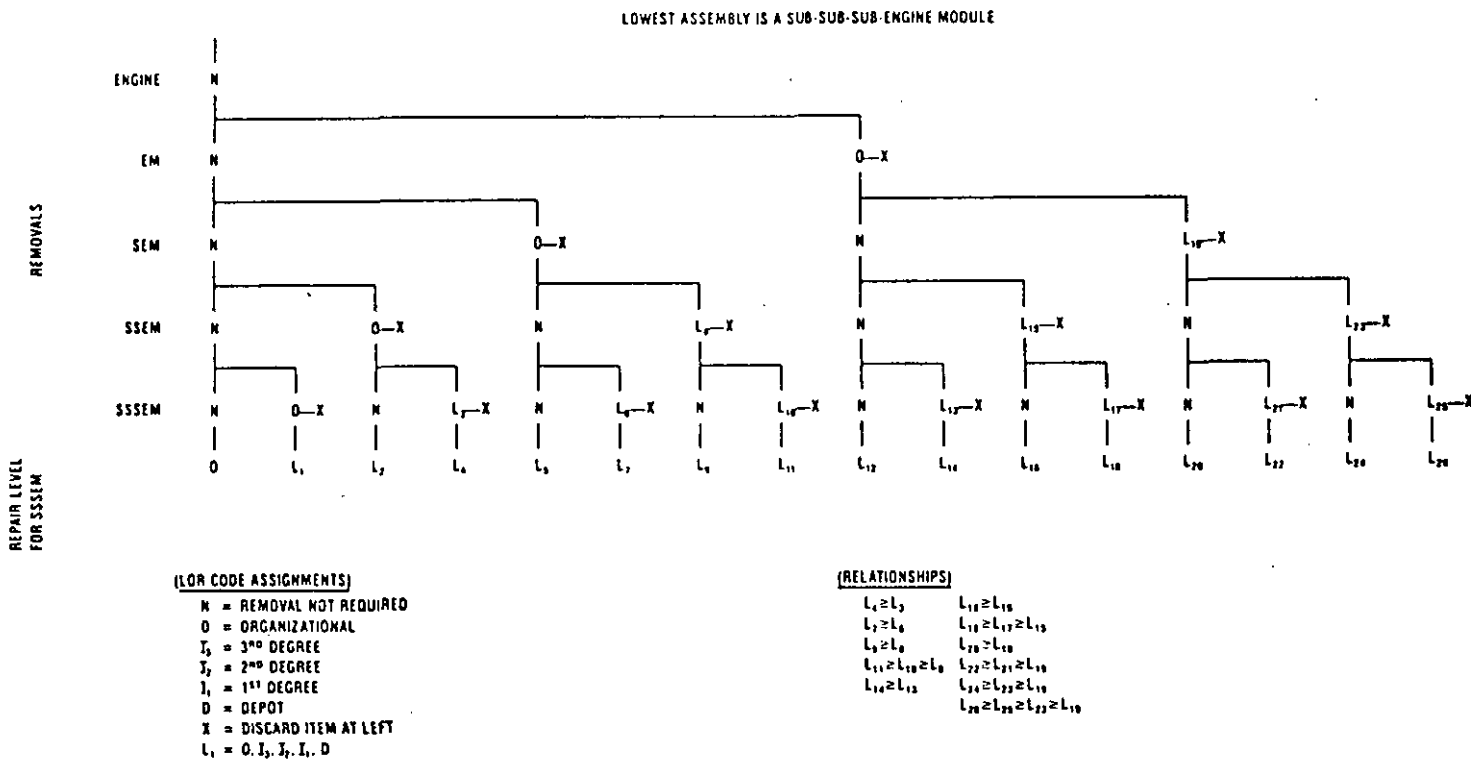 LOWEST ASSEMBLY IS A SUB-SUB-SUB-ENGINE MODULE
ENGINE N
EM N O—X
REMOVALS
SEM N O—X N L₁₉—X
SSEM N O—X N L₈—X N L₁₅—X N L₂₃—X
SSSEM N O—X N L₃—X N L₆—X N L₁₀—X N L₁₃—X N L₁₇—X N L₂₁—X N L₂₅—X
REPAIR LEVEL
FOR SSSEM
O L₁ L₂ L₄ L₅ L₇ L₉ L₁₁ L₁₂ L₁₄ L₁₆ L₁₈ L₂₀ L₂₂ L₂₄ L₂₆
(LOR CODE ASSIGNMENTS)
N = REMOVAL NOT REQUIRED
O = ORGANIZATIONAL
I₃ = 3RD DEGREE
I₂ = 2ND DEGREE
I₁ = 1ST DEGREE
D = DEPOT
X = DISCARD ITEM AT LEFT
Lᵢ = O, I₃, I₂, I₁, D
(RELATIONSHIPS)
L₄≥L₃ L₁₆≥L₁₅
L₇≥L₆ L₁₈≥L₁₇≥L₁₅
L₉≥L₈ L₂₀≥L₁₉
L₁₁≥L₁₀≥L₈ L₂₂≥L₂₁≥L₁₉
L₁₄≥L₁₃ L₂₄≥L₂₃≥L₁₉
L₂₆≥L₂₅≥L₂₃≥L₁₉